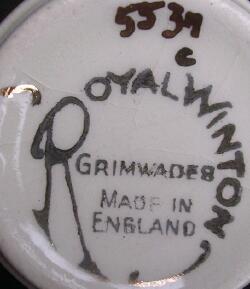 5539
C
ROYAL WINTON
GRIMWADES
MADE IN
ENGLAND